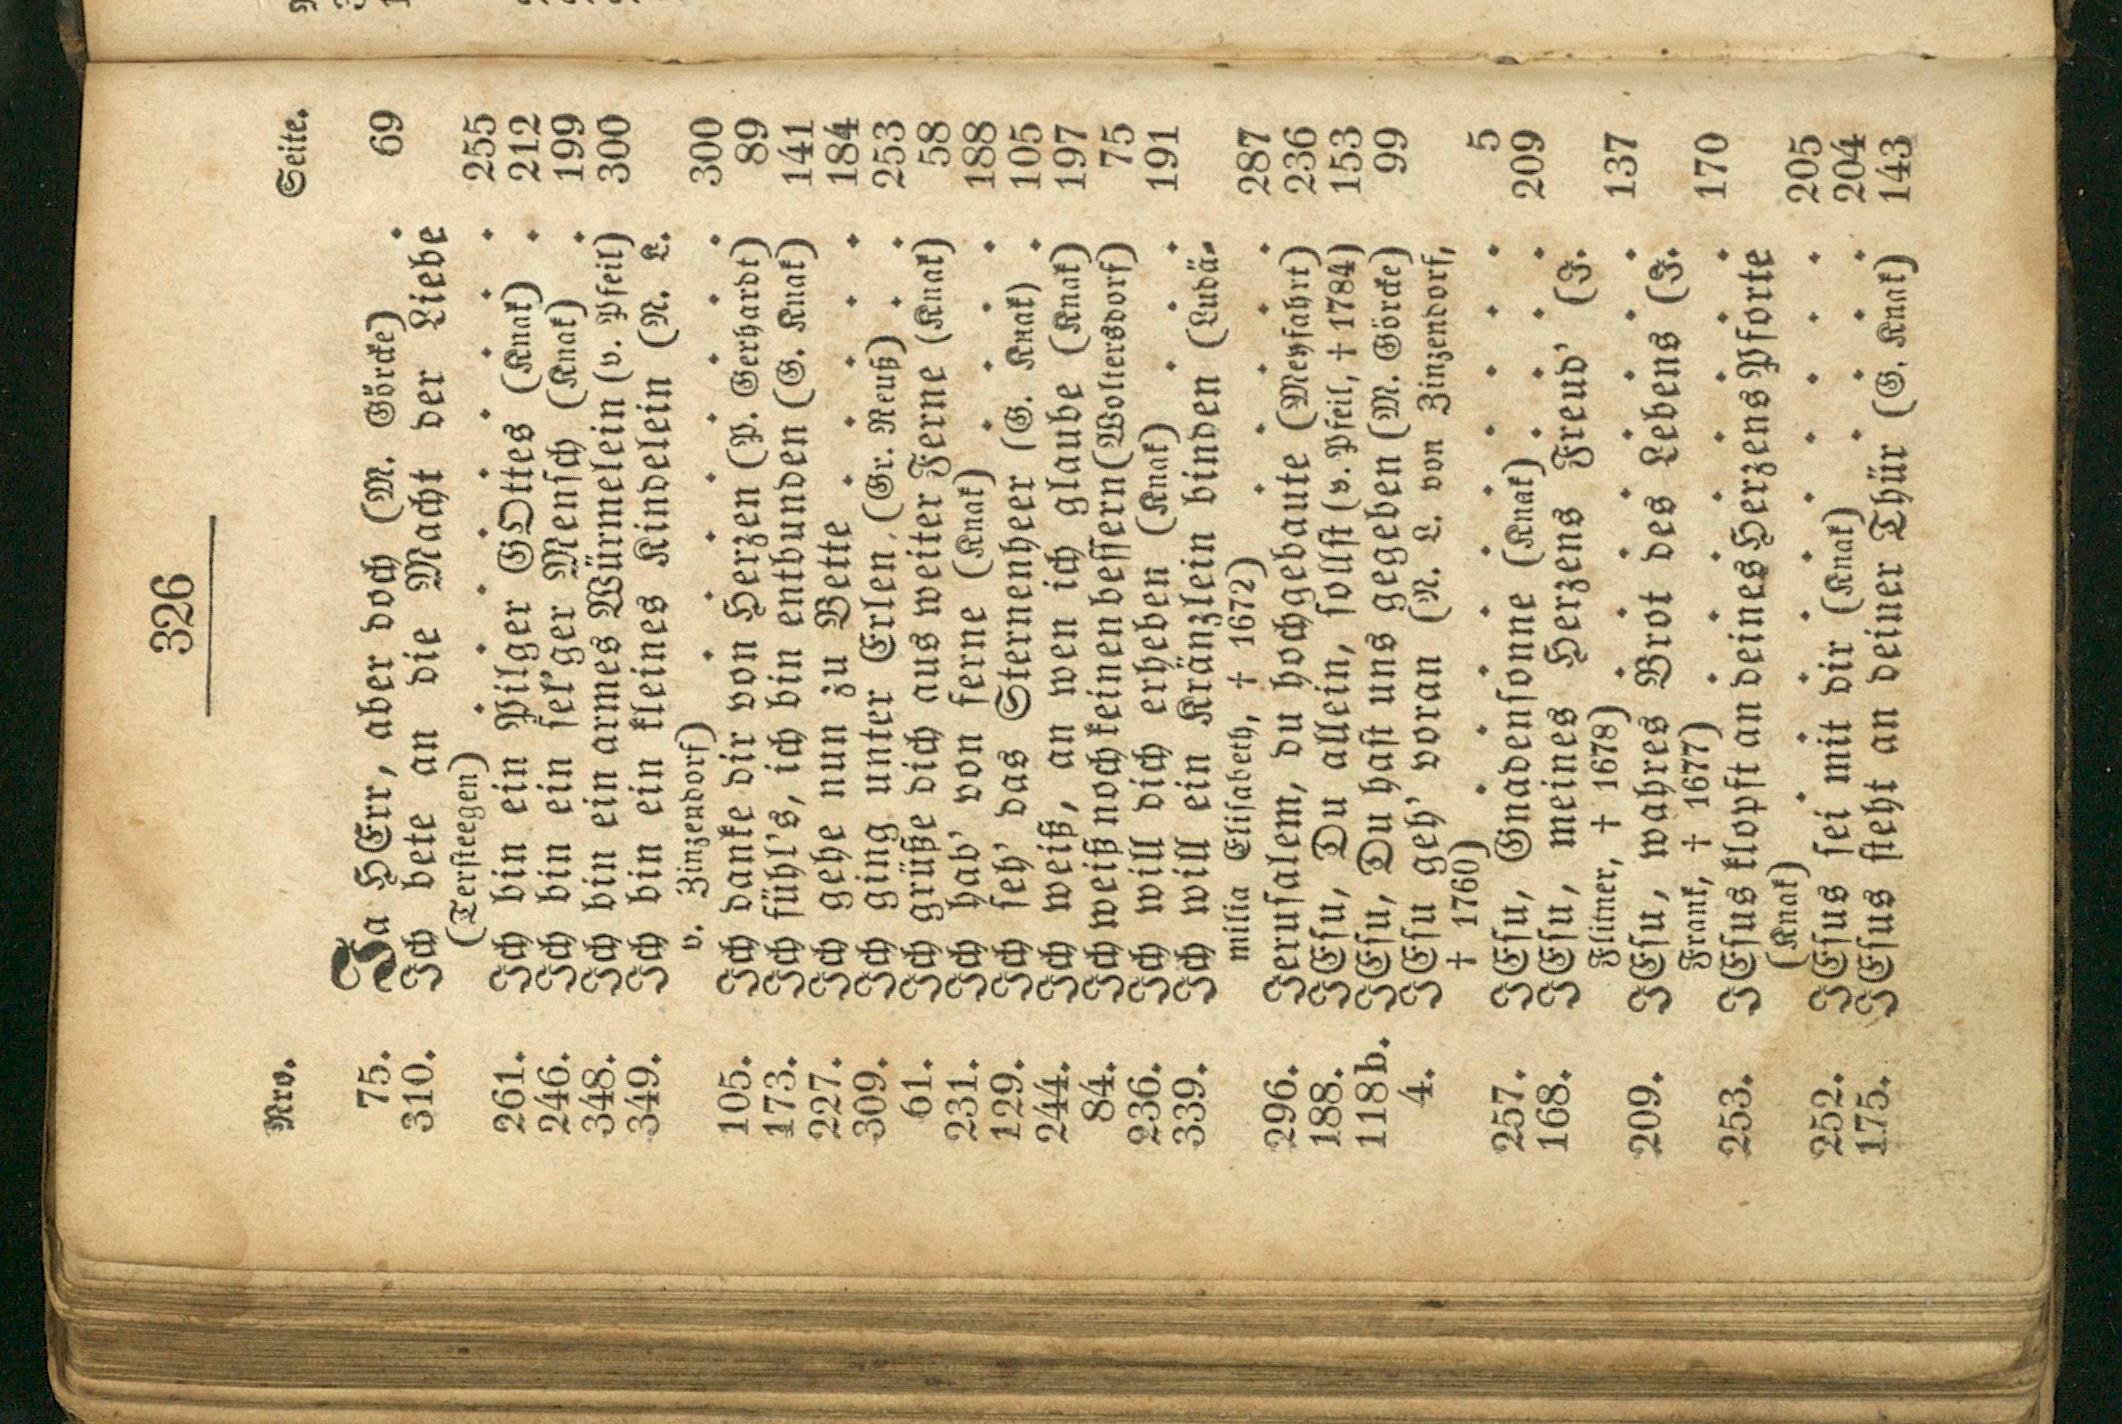 326
Nro. Seite.
75. Ja HErr, aber doch (M. Görcke) . 69
310. Ich bete an die Macht der Liebe
(Tersteegen) . . . . . . . . 255
261. Ich bin ein Pilger GOttes (Knak) . 212
246. Ich bin ein sel'ger Mensch (Knak) . 199
348. Ich bin ein armes Würmelein (v. Pfeil) 300
349. Ich bin ein kleines Kindelein (N. L.
v. Zinzendorf) . . . . . . . . 300
105. Ich danke dir von Herzen (P. Gerhardt) 89
173. Ich fühl's, ich bin entbunden (G. Knak) 141
227. Ich gehe nun zu Bette . . . . . 184
309. Ich ging unter Erlen (Gr. Reuß) . . 253
61. Ich grüße dich aus weiter Ferne (Knak) 58
231. Ich hab' von ferne (Knak) . . . . 188
129. Ich seh' das Sternenheer (G. Knak) . 105
244. Ich weiß, an wen ich glaube (Knak) 197
84. Ich weiß noch keinen bessern (Woltersdorf) 75
236. Ich will dich erheben (Knak) . . . . 191
339. Ich will ein Kränzlein binden (Ludä-
milia Elisabeth, † 1672) . . . . . 287
296. Jerusalem, du hochgebaute (Meyfahrt) 236
188. JEsu, Du allein, sollst (v. Pfeil, † 1784) 153
118b. JEsu, Du hast uns gegeben (M. Görcke) 99
4. JEsu geh' voran (N. L. von Zinzendorf,
† 1760) . . . . . . . . . . 5
257. JEsu, Gnadensonne (Knak) . . . . 209
168. JEsu, meines Herzens Freud' (J.
Flitner, † 1678) . . . . . . . 137
209. JEsu, wahres Brot des Lebens (J.
Frank, † 1677) . . . . . . . . 170
253. JEsus klopft an deines Herzens Pforte
(Knak) . . . . . . . . . . 205
252. JEsus sei mit dir (Knak) . . . . 204
175. JEsus steht an deiner Thür (G. Knak) 143